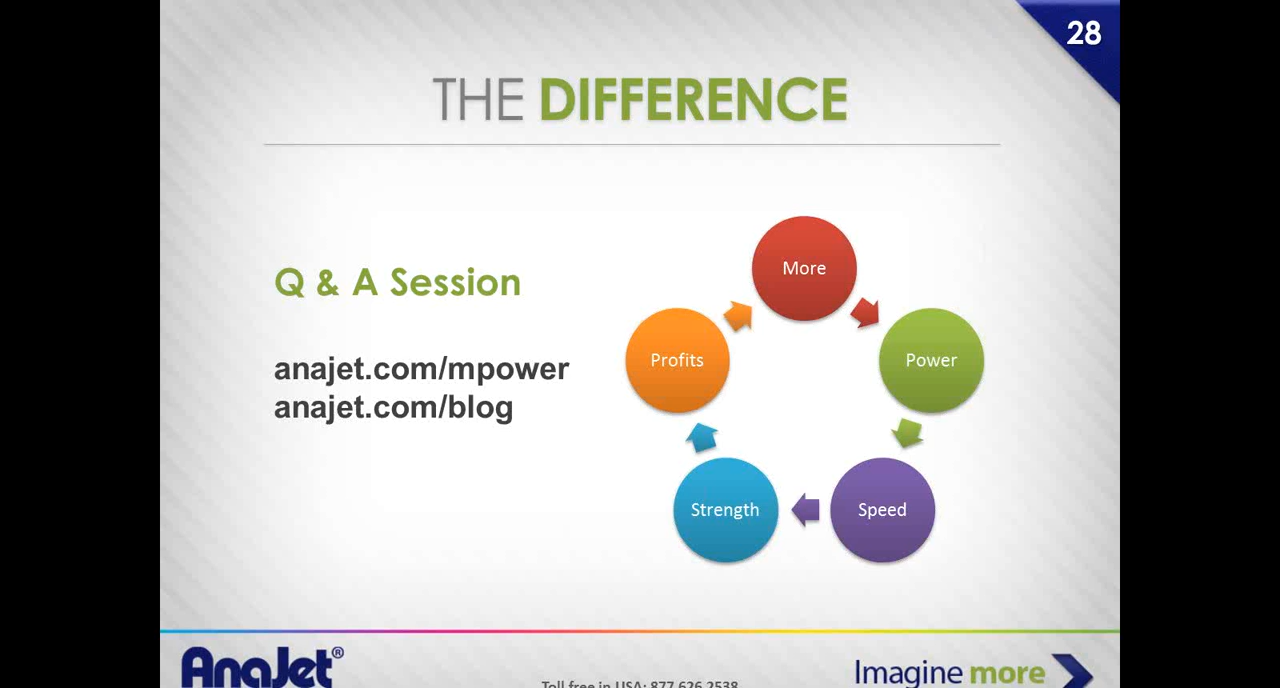 28
THE DIFFERENCE
Q & A Session
anajet.com/mpower
anajet.com/blog
More
Power
Speed
Strength
Profits
AnaJet®
Toll free in USA: 877.626.2538
Imagine more